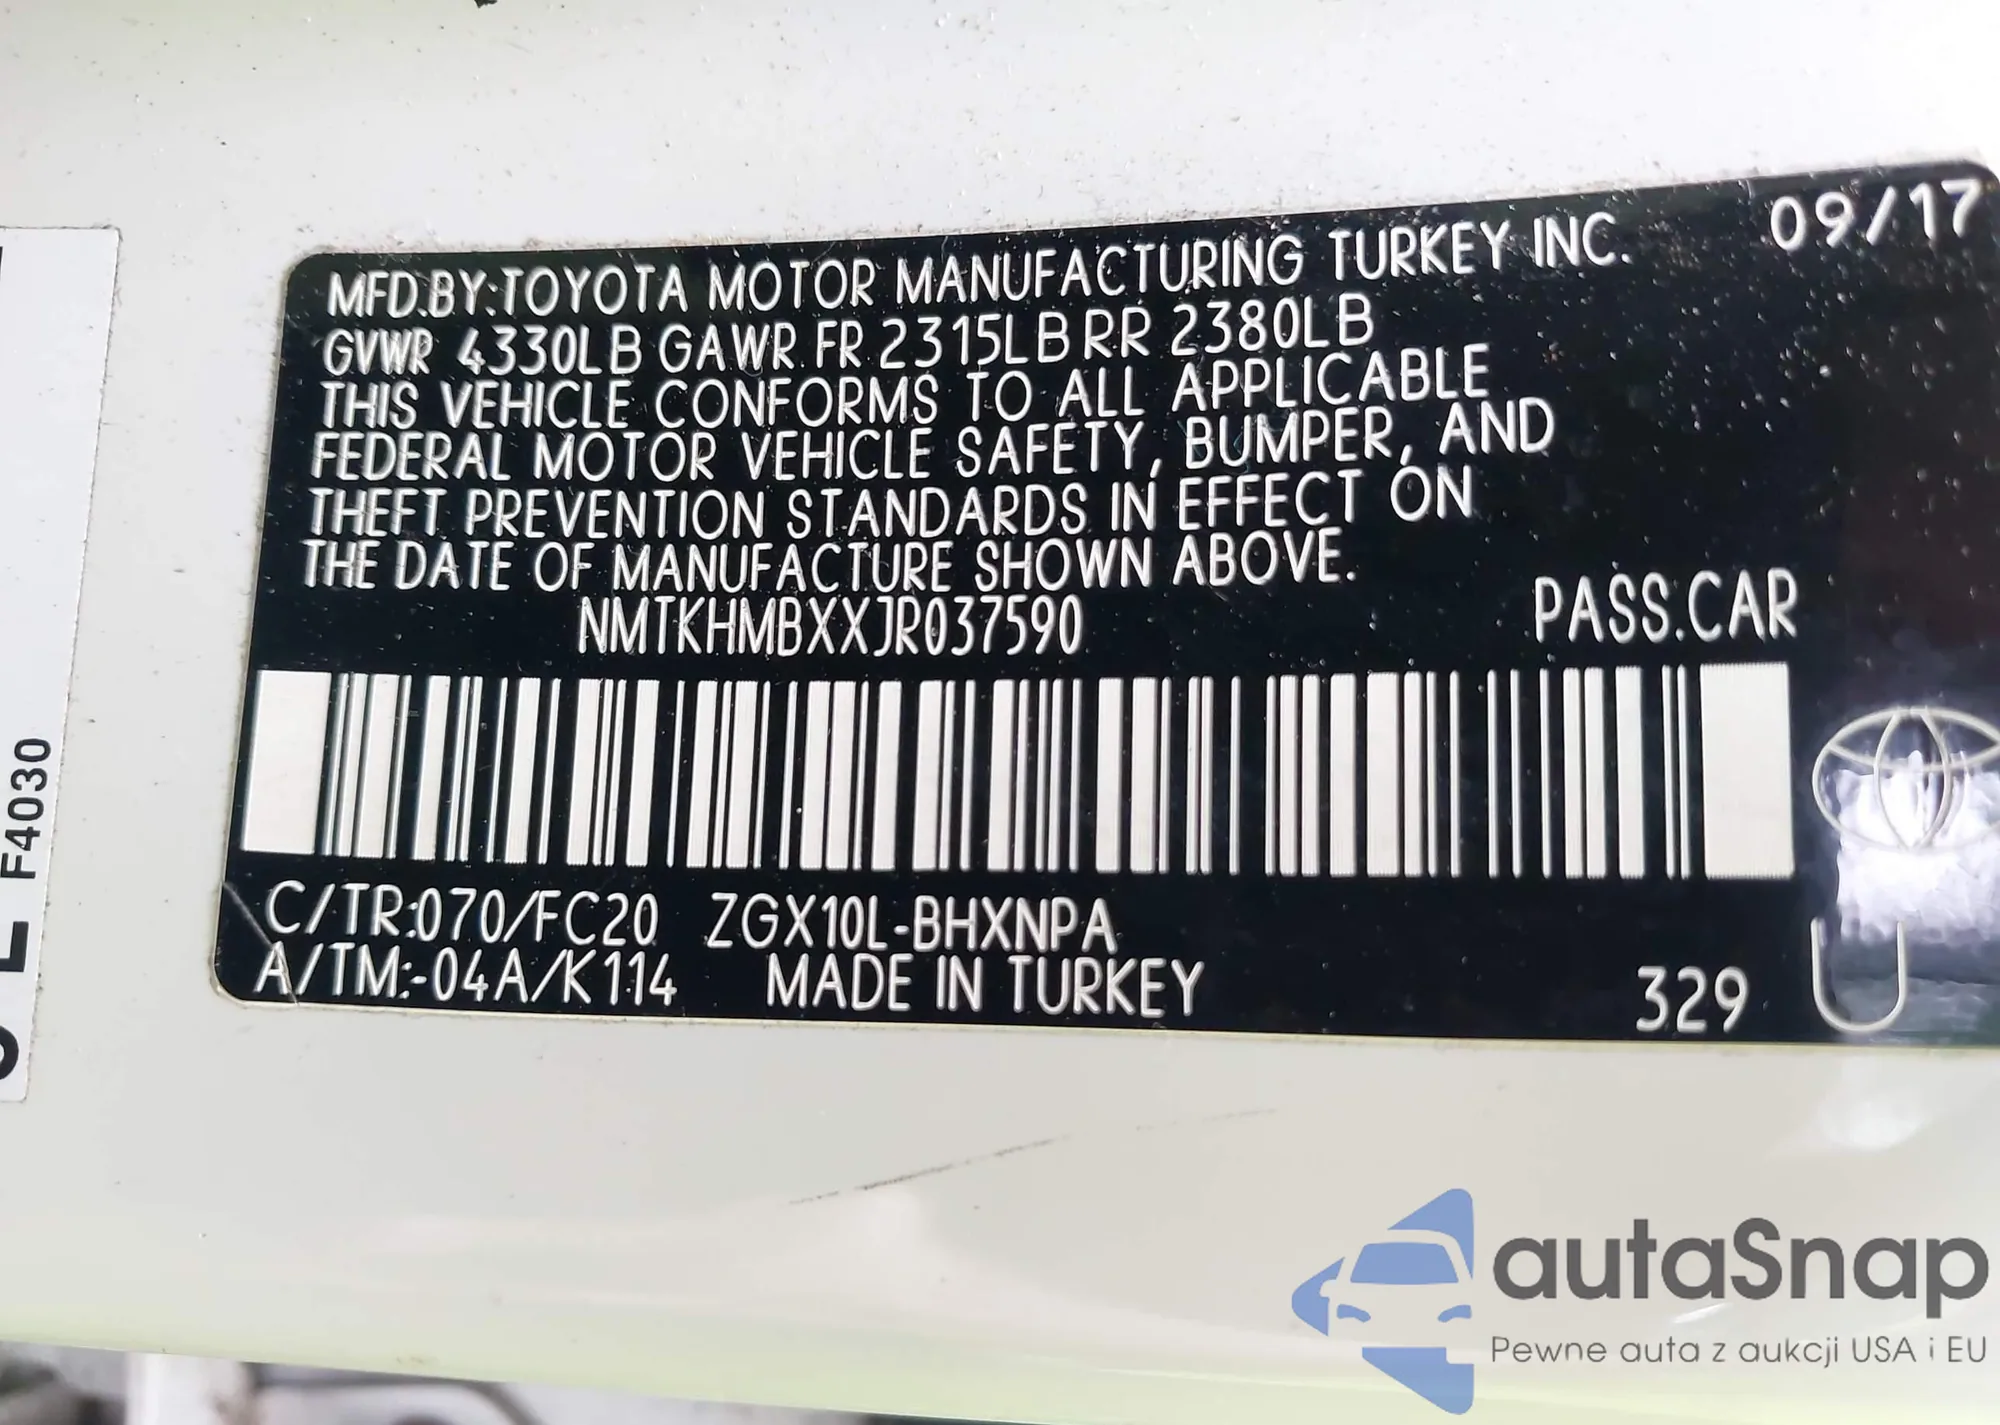 09/17
MFD.BY:TOYOTA MOTOR MANUFACTURING TURKEY INC.
GVWR 4330LB GAWR FR 2315LB RR 2380LB
THIS VEHICLE CONFORMS TO ALL APPLICABLE
FEDERAL MOTOR VEHICLE SAFETY, BUMPER, AND
THEFT PREVENTION STANDARDS IN EFFECT ON
THE DATE OF MANUFACTURE SHOWN ABOVE.
NMTKHMBXXJR037590 PASS.CAR
C/TR:070/FC20 ZGX10L-BHXNPA
A/TM:-04A/K114 MADE IN TURKEY 329 U
F4030
autaSnap
Pewne auta z aukcji USA i EU